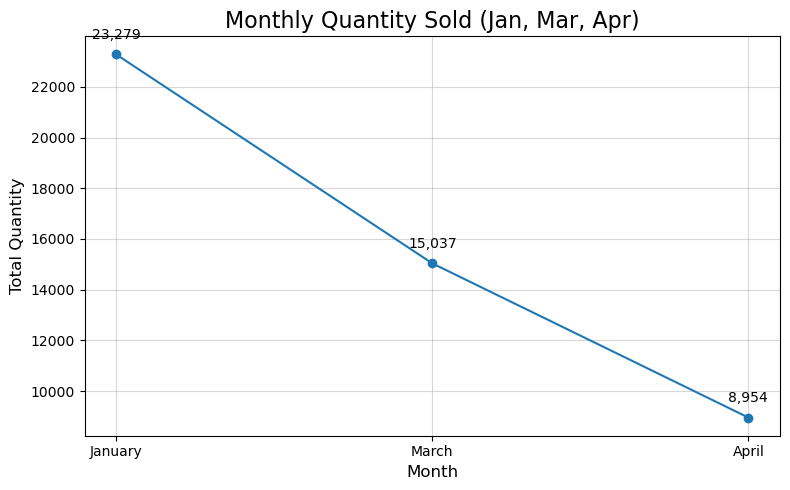 Monthly Quantity Sold (Jan, Mar, Apr)
23,279
22000
20000
18000
16000
14000
12000
10000
Total Quantity
15,037
8,954
January
March
April
Month